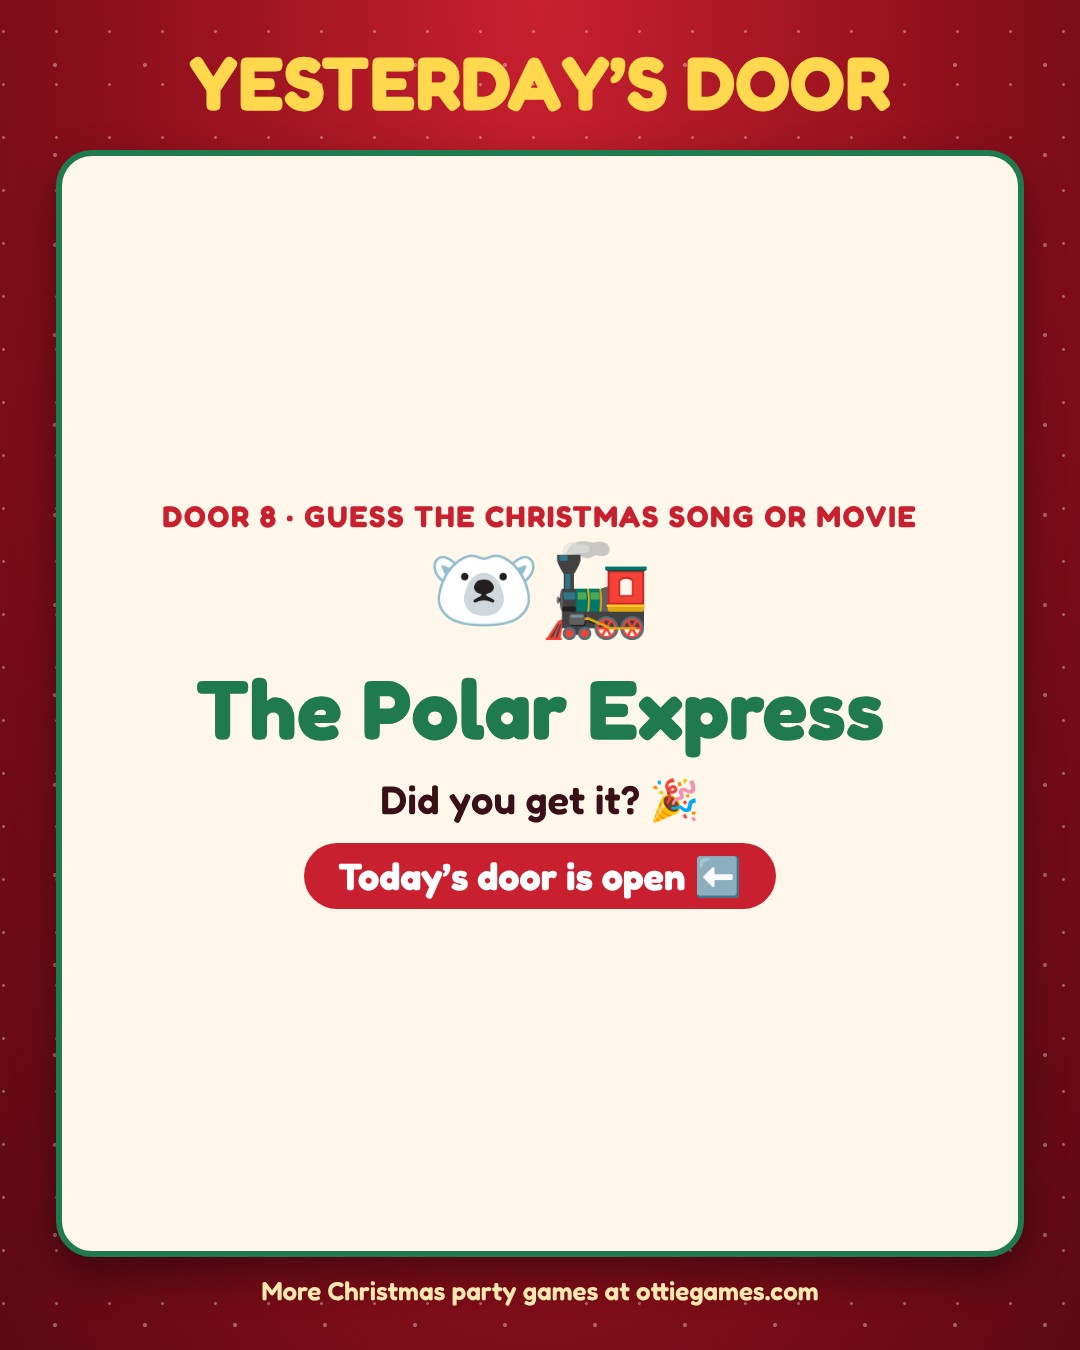 YESTERDAY’S DOOR
DOOR 8 · GUESS THE CHRISTMAS SONG OR MOVIE
The Polar Express
Did you get it? 🎉
Today’s door is open ⬅️
More Christmas party games at ottiegames.com